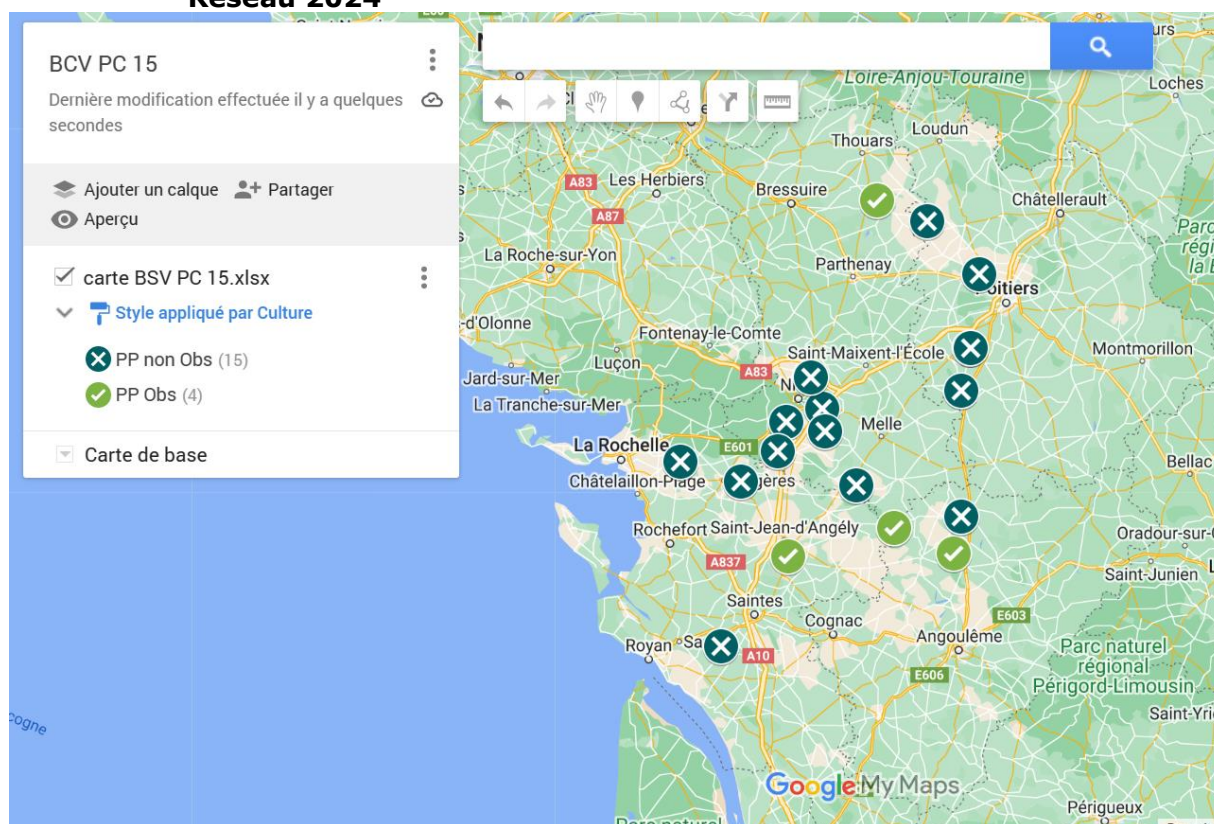 Réseau 2024
BCV PC 15
Dernière modification effectuée il y a quelques
secondes
Ajouter un calque
Partager
Aperçu
carte BSV PC 15.xlsx
Style appliqué par Culture
PP non Obs (15)
PP Obs (4)
Carte de base
Loire-Anjou-Touraine
Loches
Loudun
Thouars
A83
Les Herbiers
Bressuire
Châtellerault
A87
La Roche-sur-Yon
Parthenay
Poitiers
-d'Olonne
Fontenay-le-Comte
Saint-Maixent-l'École
Montmorillon
Luçon
A83
Jard-sur-Mer
La Tranche-sur-Mer
Melle
La Rochelle
E601
Bellac
Châtelaillon-Plage
gères
Rochefort
Saint-Jean-d'Angély
Oradour-sur-
A837
Saint-Junien
Saintes
Cognac
E603
Angoulême
Royan
A10
Parc naturel
régional
Périgord-Limousin
E606
Saint-Yri
cogne
Google My Maps
Périgueux